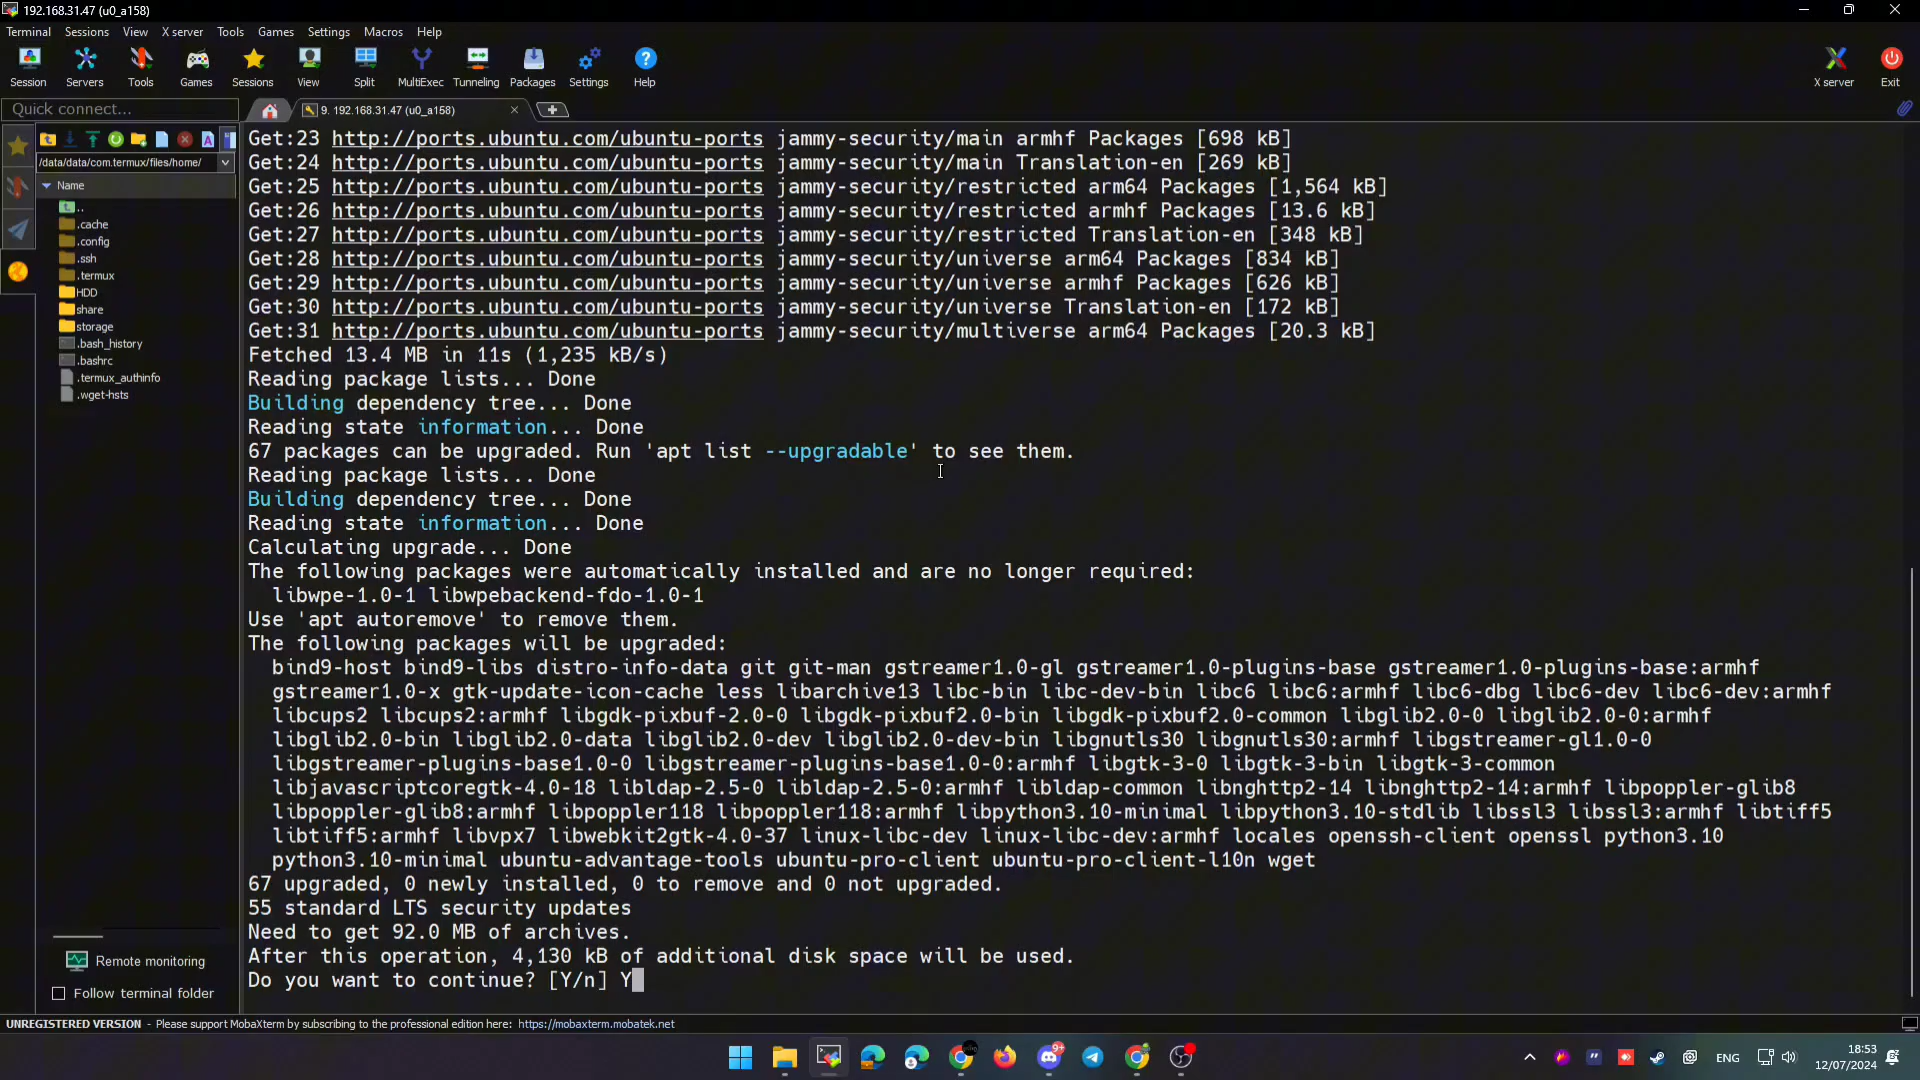 192.168.31.47 (u0_a158)
Terminal Sessions View X server Tools Games Settings Macros Help
Session Servers Tools Games Sessions View Split MultiExec Tunneling Packages Settings Help X server Exit
Quick connect...
9. 192.168.31.47 (u0_a158)
/data/data/com.termux/files/home/
Name
..
.cache
.config
.ssh
.termux
HDD
share
storage
.bash_history
.bashrc
.termux_authinfo
.wget-hsts
Remote monitoring
Follow terminal folder
Get:23 http://ports.ubuntu.com/ubuntu-ports jammy-security/main armhf Packages [698 kB]
Get:24 http://ports.ubuntu.com/ubuntu-ports jammy-security/main Translation-en [269 kB]
Get:25 http://ports.ubuntu.com/ubuntu-ports jammy-security/restricted arm64 Packages [1,564 kB]
Get:26 http://ports.ubuntu.com/ubuntu-ports jammy-security/restricted armhf Packages [13.6 kB]
Get:27 http://ports.ubuntu.com/ubuntu-ports jammy-security/restricted Translation-en [348 kB]
Get:28 http://ports.ubuntu.com/ubuntu-ports jammy-security/universe arm64 Packages [834 kB]
Get:29 http://ports.ubuntu.com/ubuntu-ports jammy-security/universe armhf Packages [626 kB]
Get:30 http://ports.ubuntu.com/ubuntu-ports jammy-security/universe Translation-en [172 kB]
Get:31 http://ports.ubuntu.com/ubuntu-ports jammy-security/multiverse arm64 Packages [20.3 kB]
Fetched 13.4 MB in 11s (1,235 kB/s)
Reading package lists... Done
Building dependency tree... Done
Reading state information... Done
67 packages can be upgraded. Run 'apt list --upgradable' to see them.
Reading package lists... Done
Building dependency tree... Done
Reading state information... Done
Calculating upgrade... Done
The following packages were automatically installed and are no longer required:
libwpe-1.0-1 libwpebackend-fdo-1.0-1
Use 'apt autoremove' to remove them.
The following packages will be upgraded:
bind9-host bind9-libs distro-info-data git git-man gstreamer1.0-gl gstreamer1.0-plugins-base gstreamer1.0-plugins-base:armhf
gstreamer1.0-x gtk-update-icon-cache less libarchive13 libc-bin libc-dev-bin libc6 libc6:armhf libc6-dbg libc6-dev libc6-dev:armhf
libcups2 libcups2:armhf libgdk-pixbuf-2.0-0 libgdk-pixbuf2.0-bin libgdk-pixbuf2.0-common libglib2.0-0 libglib2.0-0:armhf
libglib2.0-bin libglib2.0-data libglib2.0-dev libglib2.0-dev-bin libgnutls30 libgnutls30:armhf libgstreamer-gl1.0-0
libgstreamer-plugins-base1.0-0 libgstreamer-plugins-base1.0-0:armhf libgtk-3-0 libgtk-3-bin libgtk-3-common
libjavascriptcoregtk-4.0-18 libldap-2.5-0 libldap-2.5-0:armhf libldap-common libnghttp2-14 libnghttp2-14:armhf libpoppler-glib8
libpoppler-glib8:armhf libpoppler118 libpoppler118:armhf libpython3.10-minimal libpython3.10-stdlib libssl3 libssl3:armhf libtiff5
libtiff5:armhf libvpx7 libwebkit2gtk-4.0-37 linux-libc-dev linux-libc-dev:armhf locales openssh-client openssl python3.10
python3.10-minimal ubuntu-advantage-tools ubuntu-pro-client ubuntu-pro-client-l10n wget
67 upgraded, 0 newly installed, 0 to remove and 0 not upgraded.
55 standard LTS security updates
Need to get 92.0 MB of archives.
After this operation, 4,130 kB of additional disk space will be used.
Do you want to continue? [Y/n] Y
UNREGISTERED VERSION - Please support MobaXterm by subscribing to the professional edition here: https://mobaxterm.mobatek.net
9+
ENG
18:53
12/07/2024